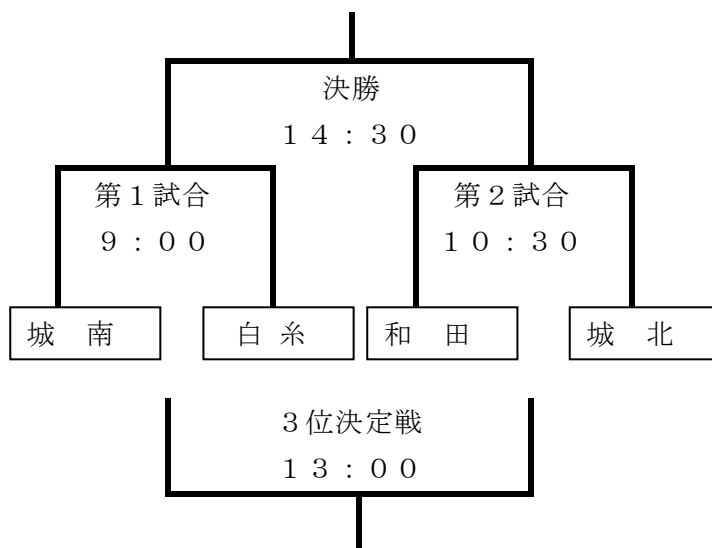 決勝
１４：３０
第１試合
９：００
第２試合
１０：３０
城　南
白 糸
和　田
城　北
３位決定戦
１３：００